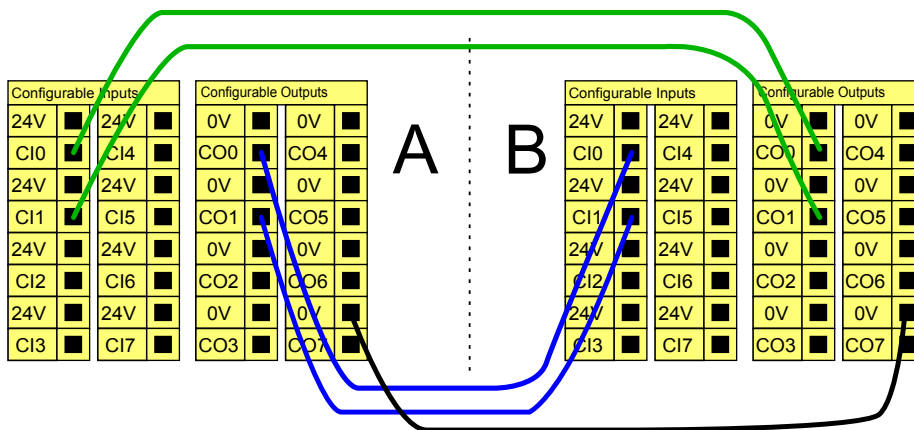 Configurable Inputs
24V 24V
CI0 CI4
24V 24V
CI1 CI5
24V 24V
CI2 CI6
24V 24V
CI3 CI7
Configurable Outputs
0V 0V
CO0 CO4
0V 0V
CO1 CO5
0V 0V
CO2 CO6
0V 0V
CO3 CO7
A
B
Configurable Inputs
24V 24V
CI0 CI4
24V 24V
CI1 CI5
24V 24V
CI2 CI6
24V 24V
CI3 CI7
Configurable Outputs
0V 0V
CO0 CO4
0V 0V
CO1 CO5
0V 0V
CO2 CO6
0V 0V
CO3 CO7